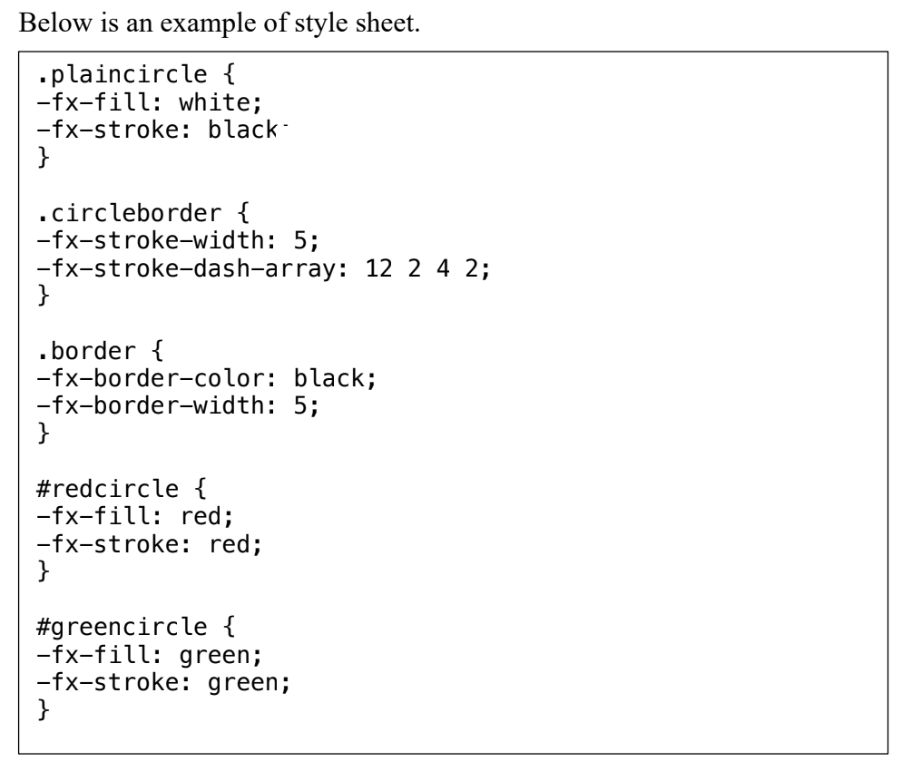 Below is an example of style sheet.
.plaincircle {
-fx-fill: white;
-fx-stroke: black
}
.circleborder {
-fx-stroke-width: 5;
-fx-stroke-dash-array: 12 2 4 2;
}
.border {
-fx-border-color: black;
-fx-border-width: 5;
}
#redcircle {
-fx-fill: red;
-fx-stroke: red;
}
#greencircle {
-fx-fill: green;
-fx-stroke: green;
}